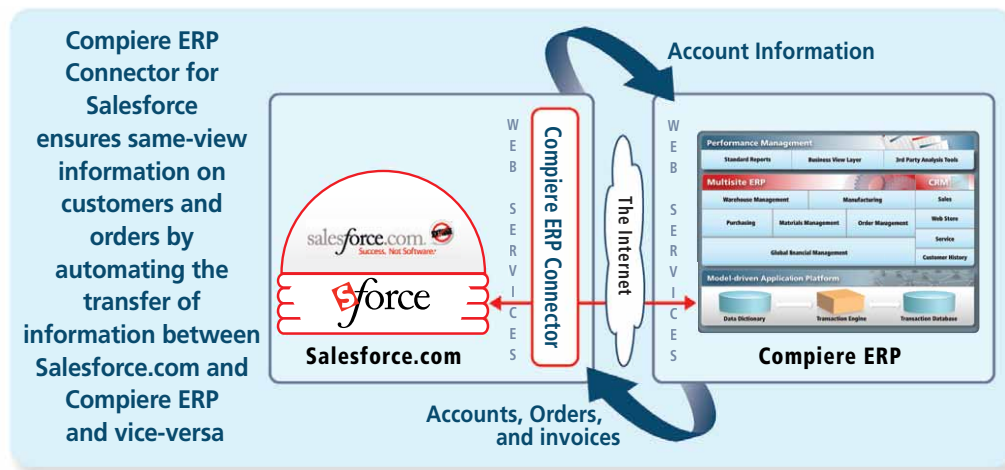 Compiere ERP
Connector for
Salesforce
ensures same-view
information on
customers and
orders by
automating the
transfer of
information between
Salesforce.com and
Compiere ERP
and vice-versa
Account Information
WEB SERVICES
Compiere ERP Connector
The Internet
WEB SERVICES
salesforce.com.
Success. Not Software.
sforce
Salesforce.com
Performance Management
Standard Reports Business View Layer 3rd Party Analysis Tools
Multisite ERP CRM
Warehouse Management Manufacturing Sales
Purchasing Materials Management Order Maugement Web Store
Service
Global Financial Management Customer History
Model-driven Application Platform
Data Dictionary Transaction Engine Transaction Database
Compiere ERP
Accounts, Orders,
and invoices